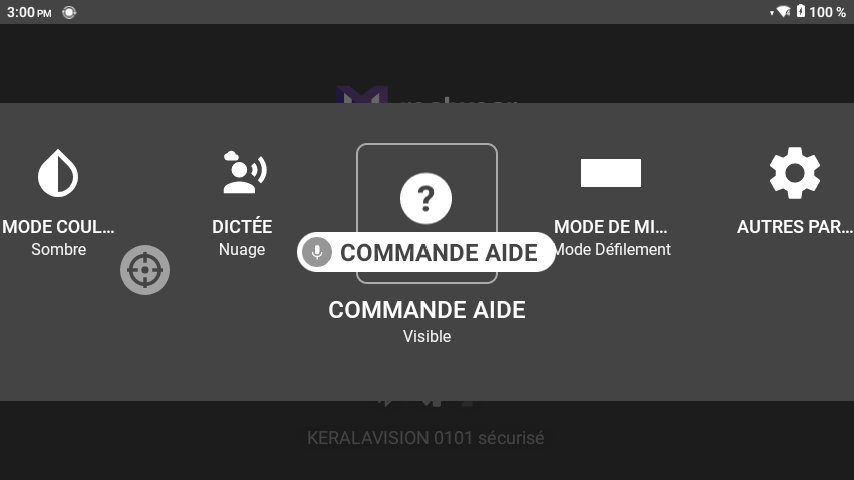 3:00 PM
100 %
MODE COUL...
Sombre
DICTÉE
Nuage
COMMANDE AIDE
COMMANDE AIDE
Visible
MODE DE MI...
Mode Défilement
AUTRES PAR...
KERALAVISION 0101 sécurisé